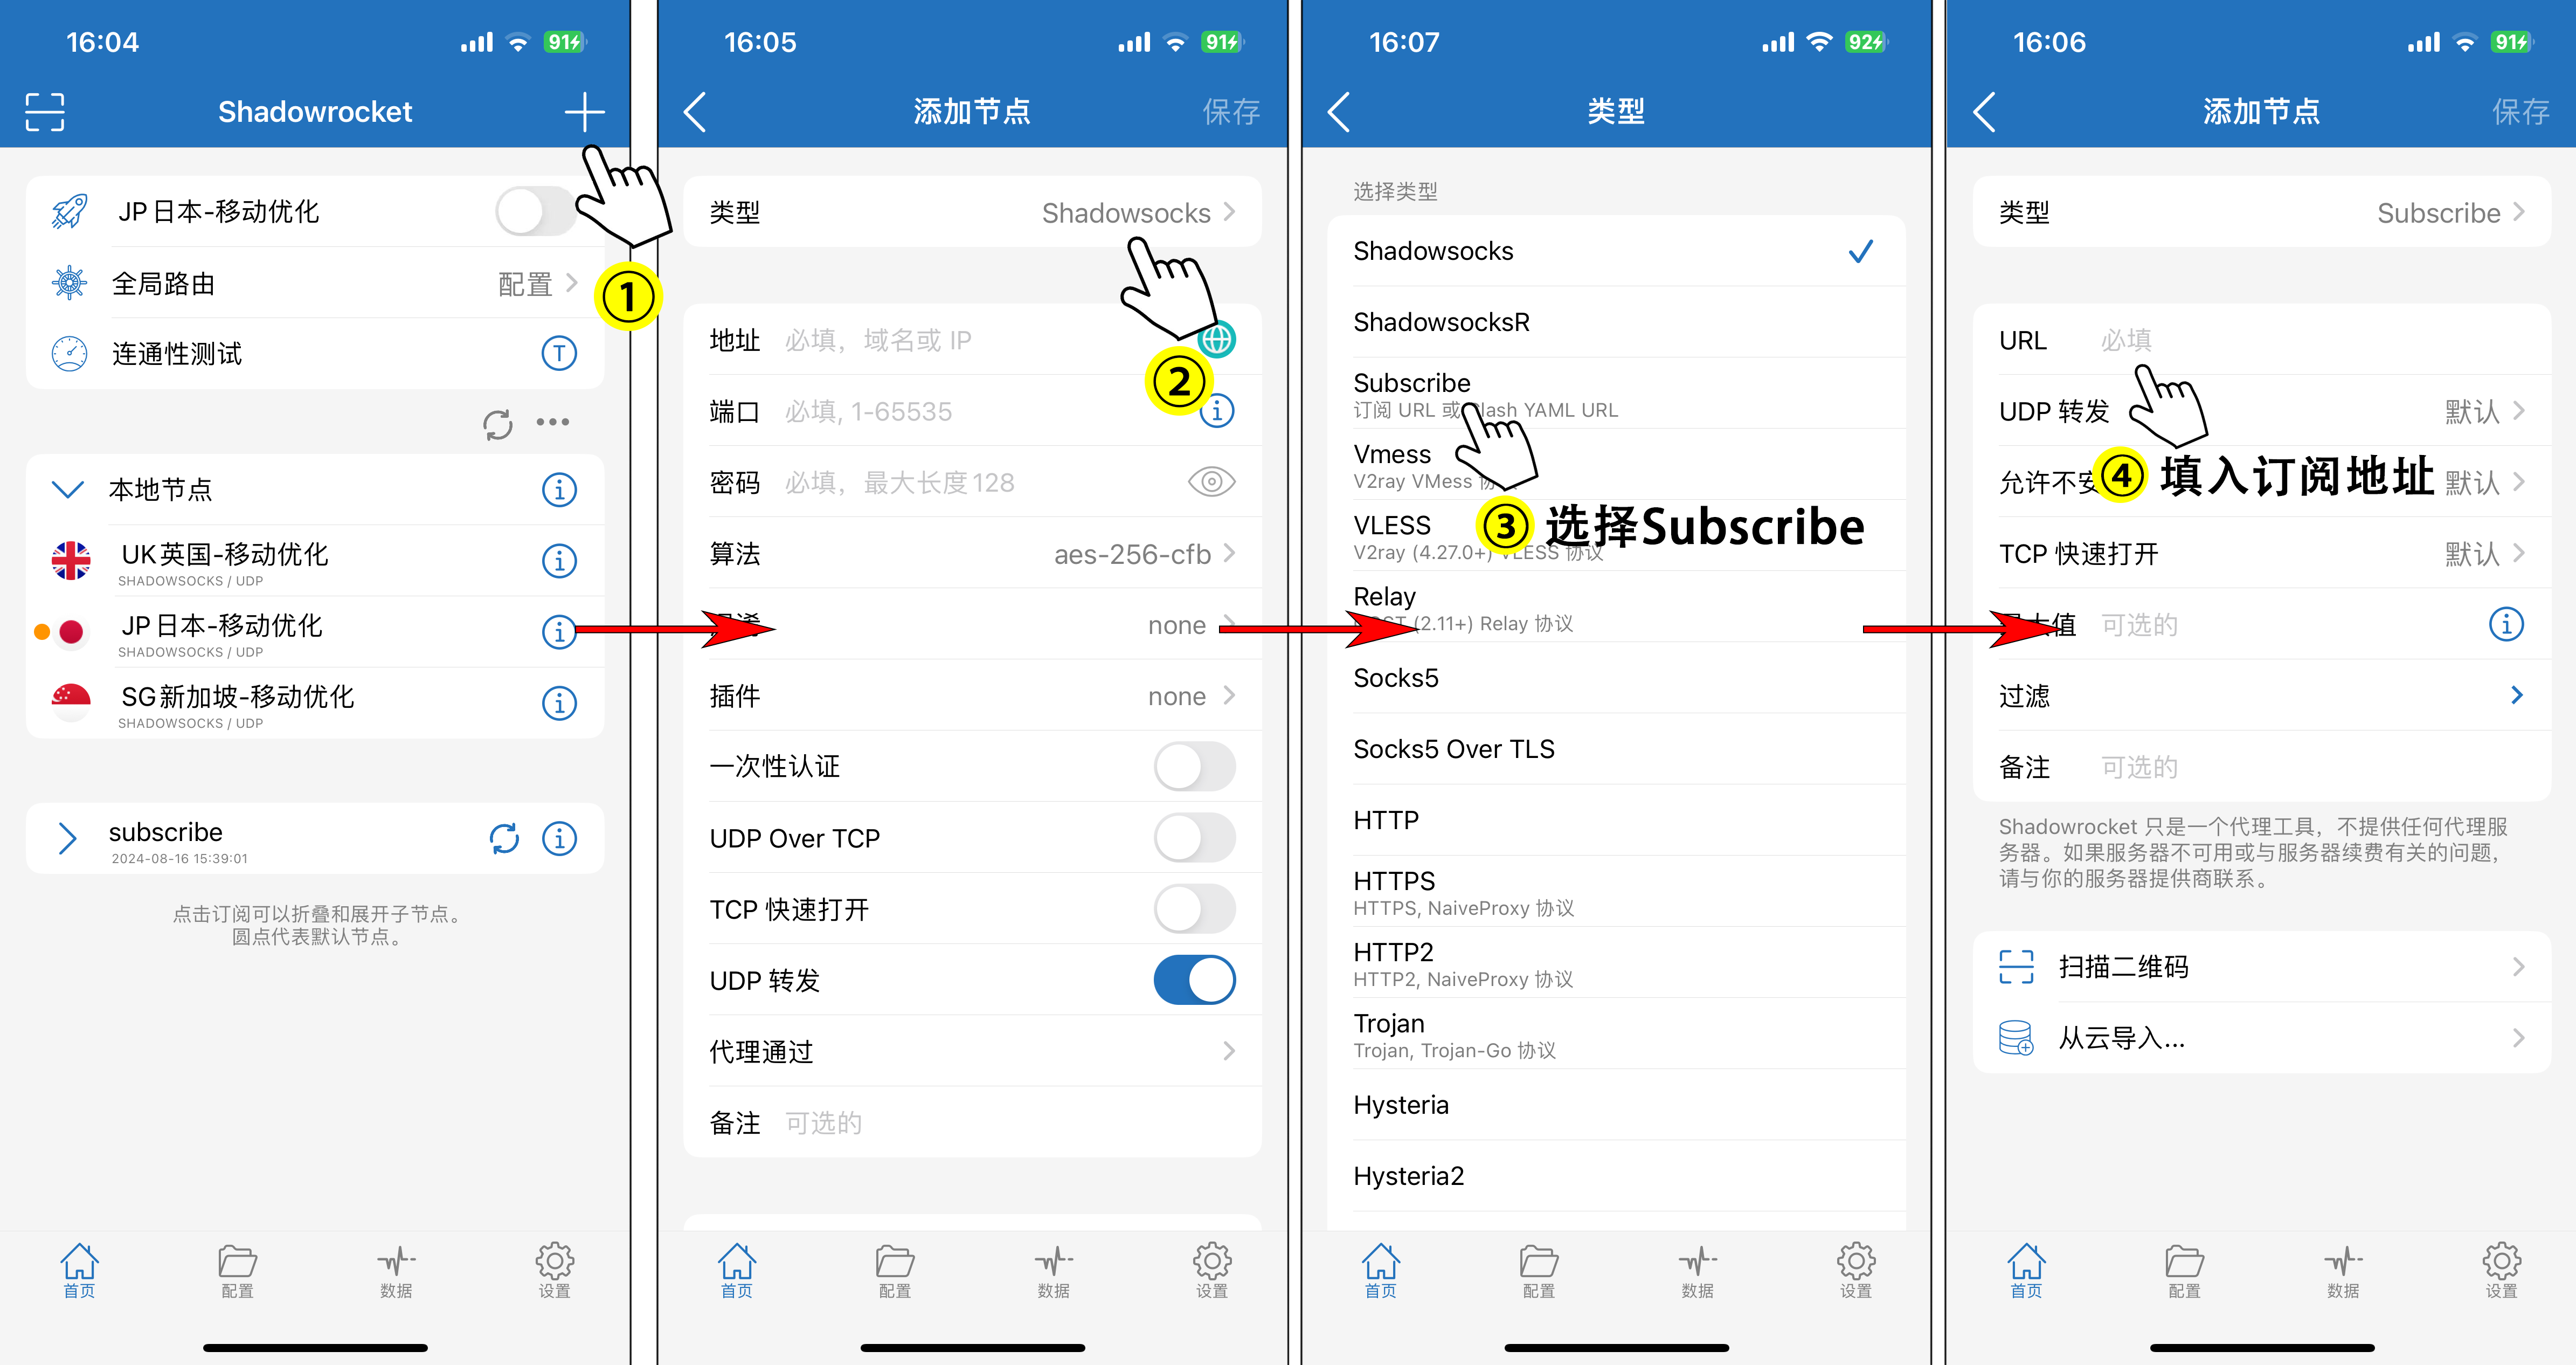 16:04
91
Shadowrocket
JP日本-移动优化
全局路由
配置
①
连通性测试
T
本地节点
UK英国-移动优化
SHADOWSOCKS / UDP
JP日本-移动优化
SHADOWSOCKS / UDP
SG新加坡-移动优化
SHADOWSOCKS / UDP
subscribe
2024-08-16 15:39:01
点击订阅可以折叠和展开子节点。
圆点代表默认节点。
首页
配置
数据
设置
16:05
91
添加节点
保存
类型
Shadowsocks
地址
必填，域名或 IP
②
端口
必填, 1-65535
密码
必填，最大长度128
算法
aes-256-cfb
none
插件
none
一次性认证
UDP Over TCP
TCP 快速打开
UDP 转发
代理通过
备注
可选的
首页
配置
数据
设置
16:07
92
类型
选择类型
Shadowsocks
ShadowsocksR
Subscribe
订阅 URL 或 Clash YAML URL
Vmess
V2ray VMess 协
③ 选择Subscribe
VLESS
V2ray (4.27.0+) VLESS 协议
Relay
(2.11+) Relay 协议
Socks5
Socks5 Over TLS
HTTP
HTTPS
HTTPS, NaiveProxy 协议
HTTP2
HTTP2, NaiveProxy 协议
Trojan
Trojan, Trojan-Go 协议
Hysteria
Hysteria2
首页
配置
数据
设置
16:06
91
添加节点
保存
类型
Subscribe
URL
必填
UDP 转发
默认
④ 填入订阅地址
允许不安
默认
TCP 快速打开
默认
大值
可选的
过滤
备注
可选的
Shadowrocket 只是一个代理工具，不提供任何代理服
务器。如果服务器不可用或与服务器续费有关的问题，
请与你的服务器提供商联系。
扫描二维码
从云导入...
首页
配置
数据
设置